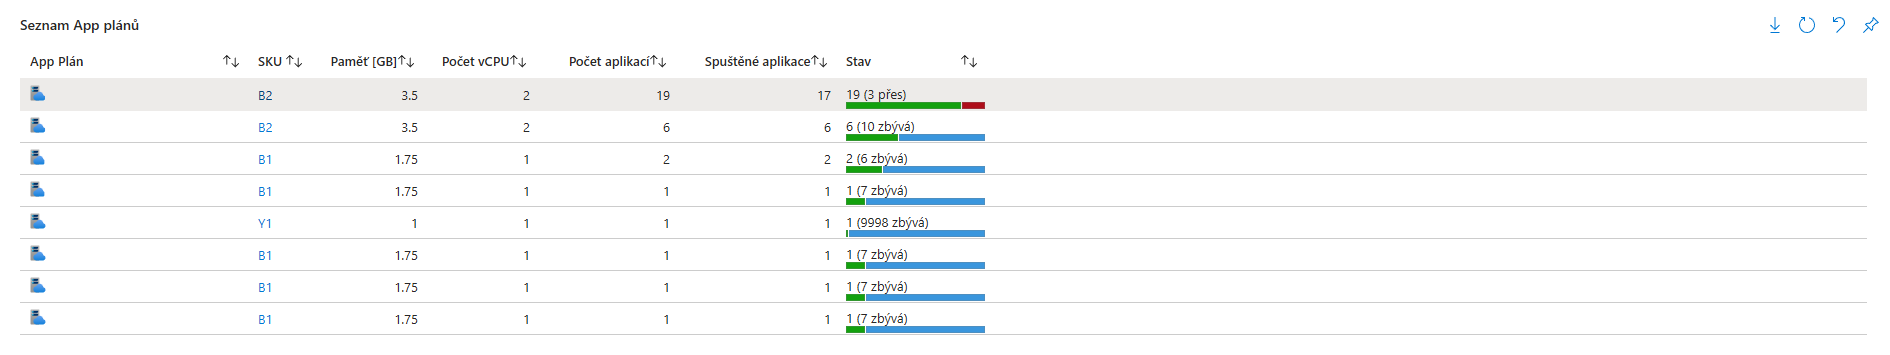 Seznam App plánů
App Plán SKU Paměť [GB] Počet vCPU Počet aplikací Spuštěné aplikace Stav
B2 3.5 2 19 17 19 (3 přes)
B2 3.5 2 6 6 6 (10 zbývá)
B1 1.75 1 2 2 2 (6 zbývá)
B1 1.75 1 1 1 1 (7 zbývá)
Y1 1 1 1 1 1 (9998 zbývá)
B1 1.75 1 1 1 1 (7 zbývá)
B1 1.75 1 1 1 1 (7 zbývá)
B1 1.75 1 1 1 1 (7 zbývá)